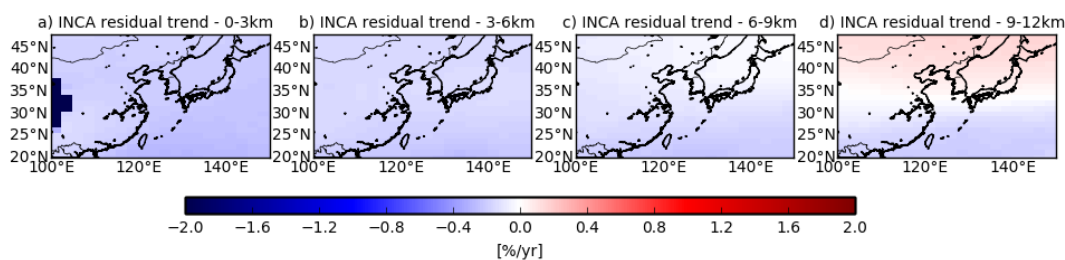 a) INCA residual trend - 0-3km b) INCA residual trend - 3-6km c) INCA residual trend - 6-9km d) INCA residual trend - 9-12km
45°N 45°N 45°N 45°N
40°N 40°N 40°N 40°N
35°N 35°N 35°N 35°N
30°N 30°N 30°N 30°N
25°N 25°N 25°N 25°N
20°N 20°N 20°N 20°N
100°E 120°E 140°E 100°E 120°E 140°E 100°E 120°E 140°E 100°E 120°E 140°E
−2.0 −1.6 −1.2 −0.8 −0.4 0.0 0.4 0.8 1.2 1.6 2.0
[%/yr]